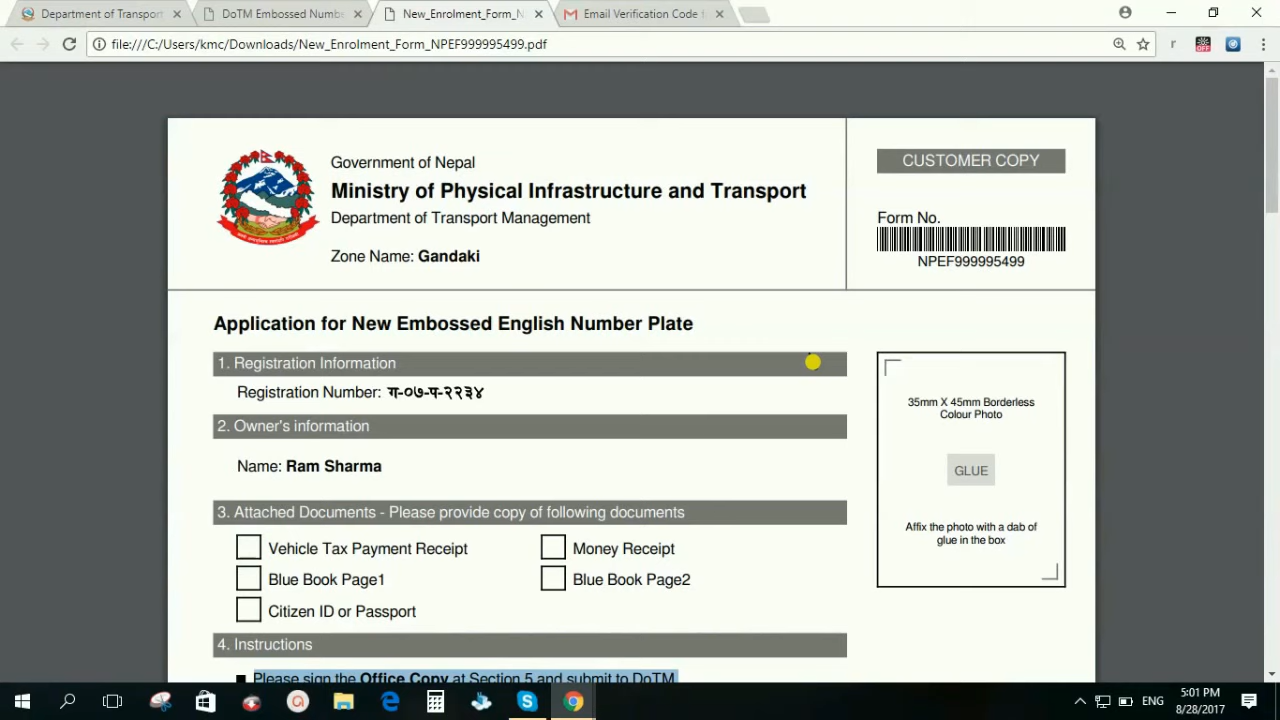 Department of Transport
DoTM Embossed Numbe
New_Enrolment_Form_N
Email Verification Code
file:///C:/Users/kmc/Downloads/New_Enrolment_Form_NPEF999995499.pdf
r
OFF
Government of Nepal
Ministry of Physical Infrastructure and Transport
Department of Transport Management
Zone Name: Gandaki
CUSTOMER COPY
Form No.
NPEF999995499
Application for New Embossed English Number Plate
1. Registration Information
Registration Number: ग-०७-प-२२३४
2. Owner's information
Name: Ram Sharma
35mm X 45mm Borderless
Colour Photo
GLUE
Affix the photo with a dab of
glue in the box
3. Attached Documents - Please provide copy of following documents
Vehicle Tax Payment Receipt
Money Receipt
Blue Book Page1
Blue Book Page2
Citizen ID or Passport
4. Instructions
Please sign the Office Copy at Section 5 and submit to DoTM
ENG
5:01 PM
8/28/2017